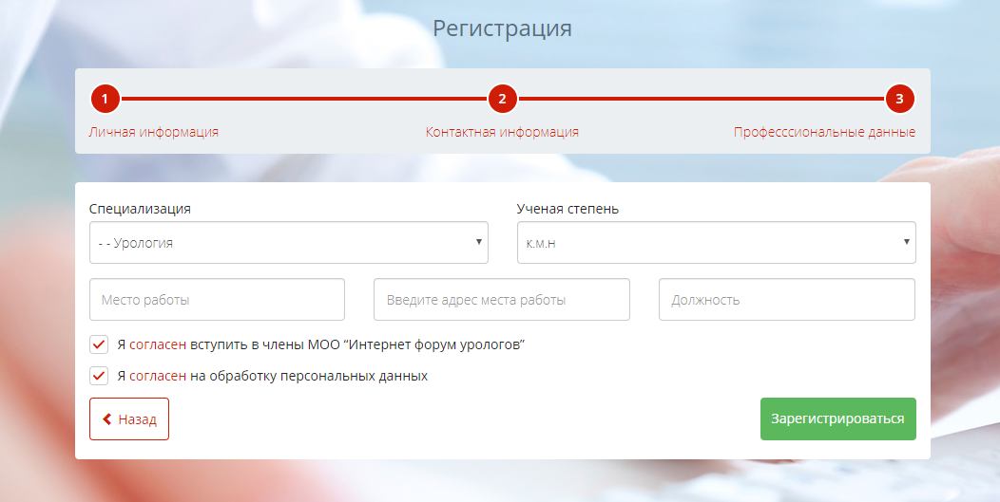 Регистрация
1 2 3
Личная информация Контактная информация Професссиональные данные
Специализация Ученая степень
- - Урология к.м.н
Место работы Введите адрес места работы Должность
Я согласен вступить в члены МОО “Интернет форум урологов”
Я согласен на обработку персональных данных
Назад Зарегистрироваться